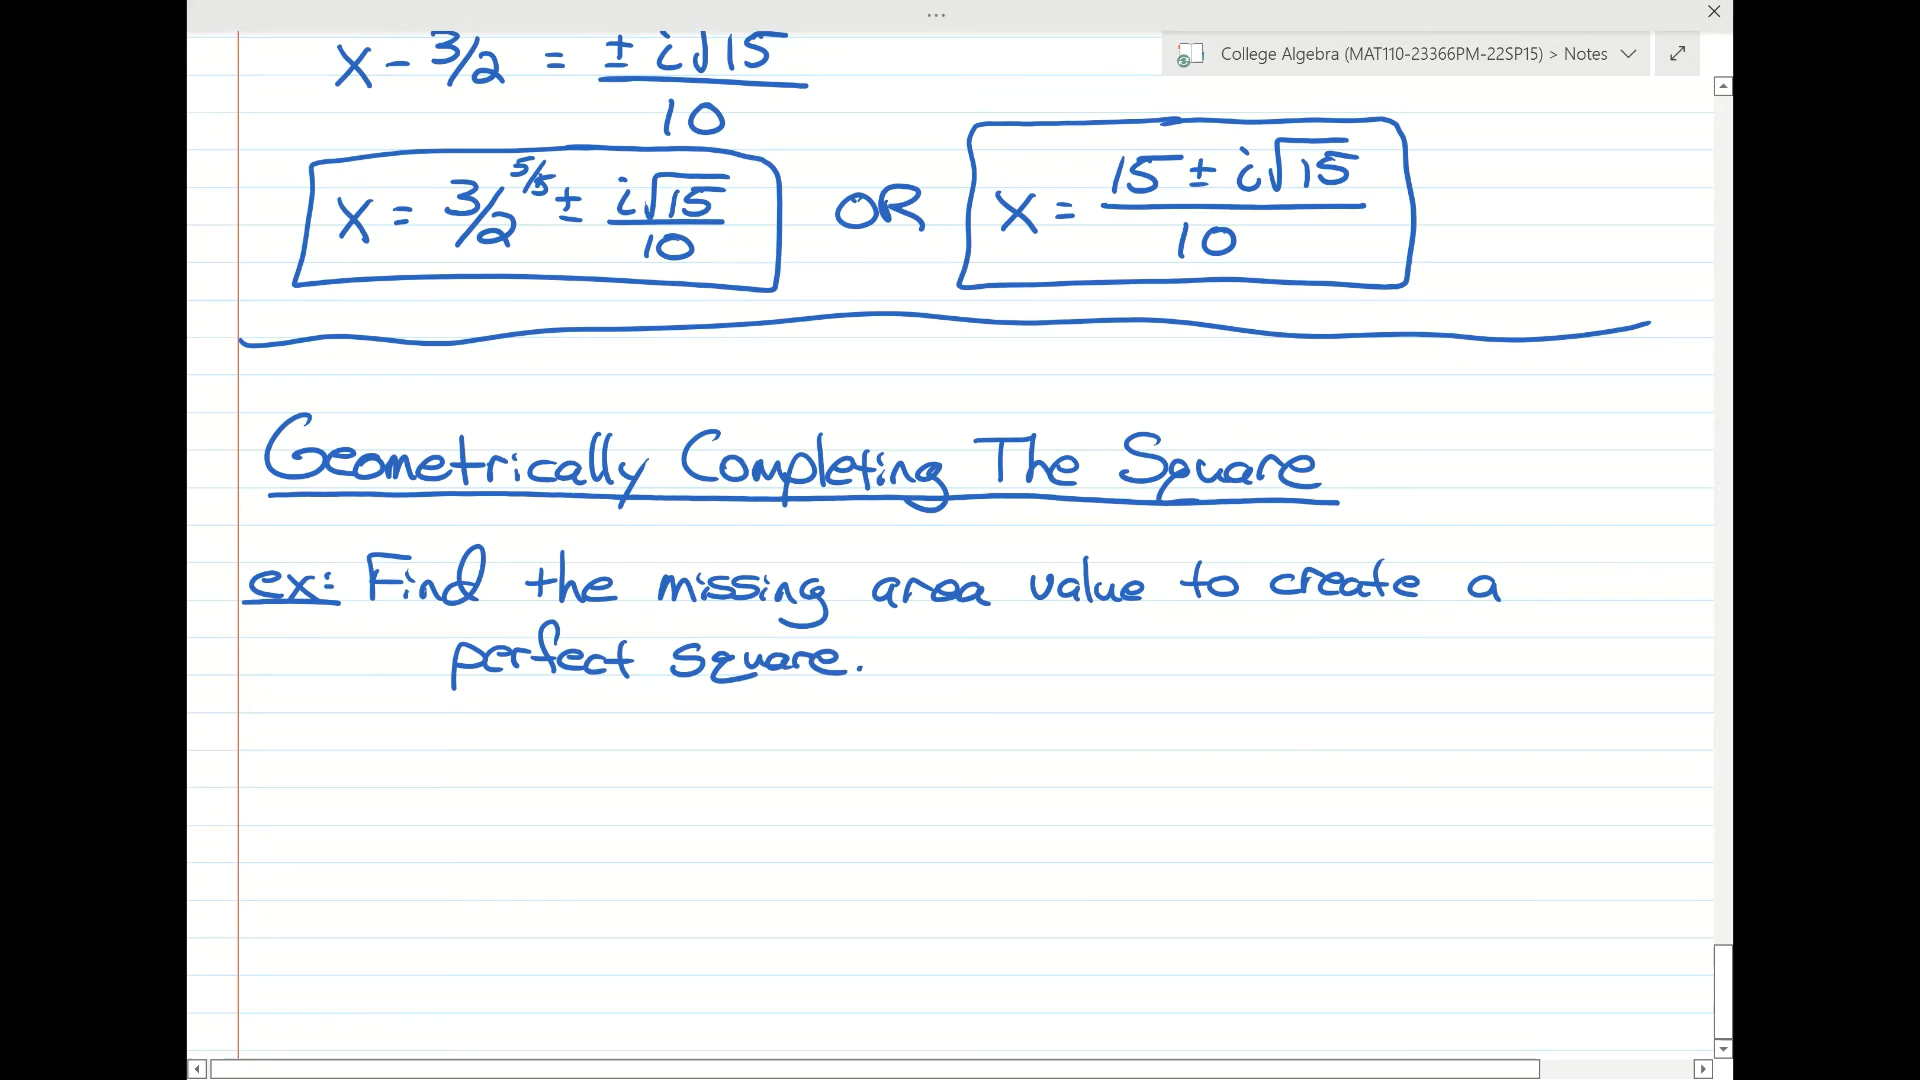 College Algebra (MAT110-23366PM-22SP15) > Notes
x - 3/2 = ± i√15 / 10
x = 3/2 5/5 ± i√15 / 10 OR x = 15 ± i√15 / 10
Geometrically Completing The Square
ex: Find the missing area value to create a
perfect square.